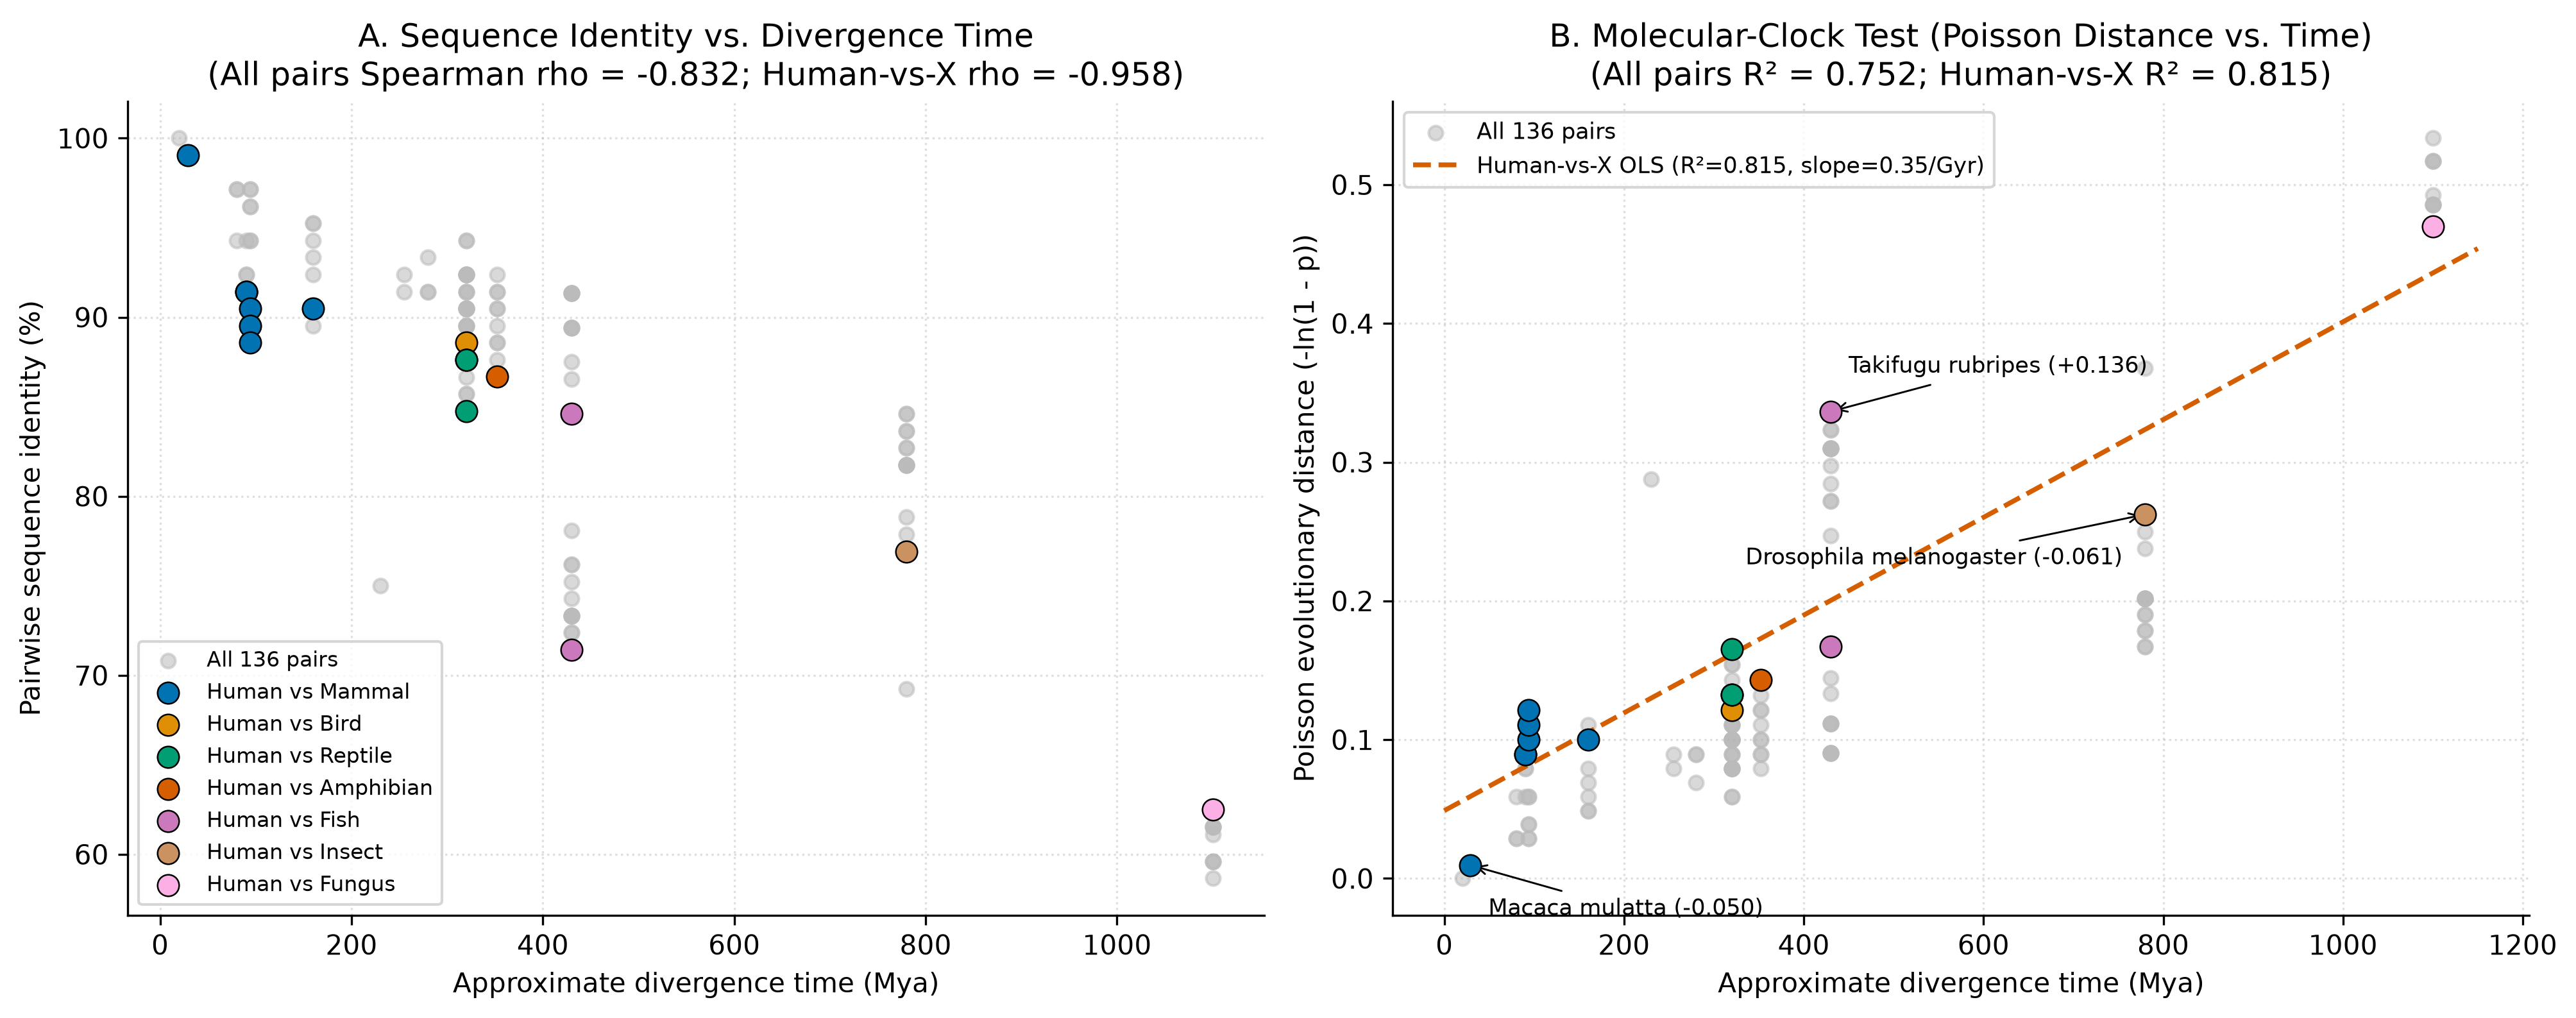 A. Sequence Identity vs. Divergence Time
(All pairs Spearman rho = -0.832; Human-vs-X rho = -0.958)
100
90
80
70
60
Pairwise sequence identity (%)
All 136 pairs
Human vs Mammal
Human vs Bird
Human vs Reptile
Human vs Amphibian
Human vs Fish
Human vs Insect
Human vs Fungus
0 200 400 600 800 1000
Approximate divergence time (Mya)
B. Molecular-Clock Test (Poisson Distance vs. Time)
(All pairs R² = 0.752; Human-vs-X R² = 0.815)
All 136 pairs
Human-vs-X OLS (R²=0.815, slope=0.35/Gyr)
0.5
0.4
0.3
0.2
0.1
0.0
Poisson evolutionary distance (-ln(1 - p))
Takifugu rubripes (+0.136)
Drosophila melanogaster (-0.061)
Macaca mulatta (-0.050)
0 200 400 600 800 1000 1200
Approximate divergence time (Mya)